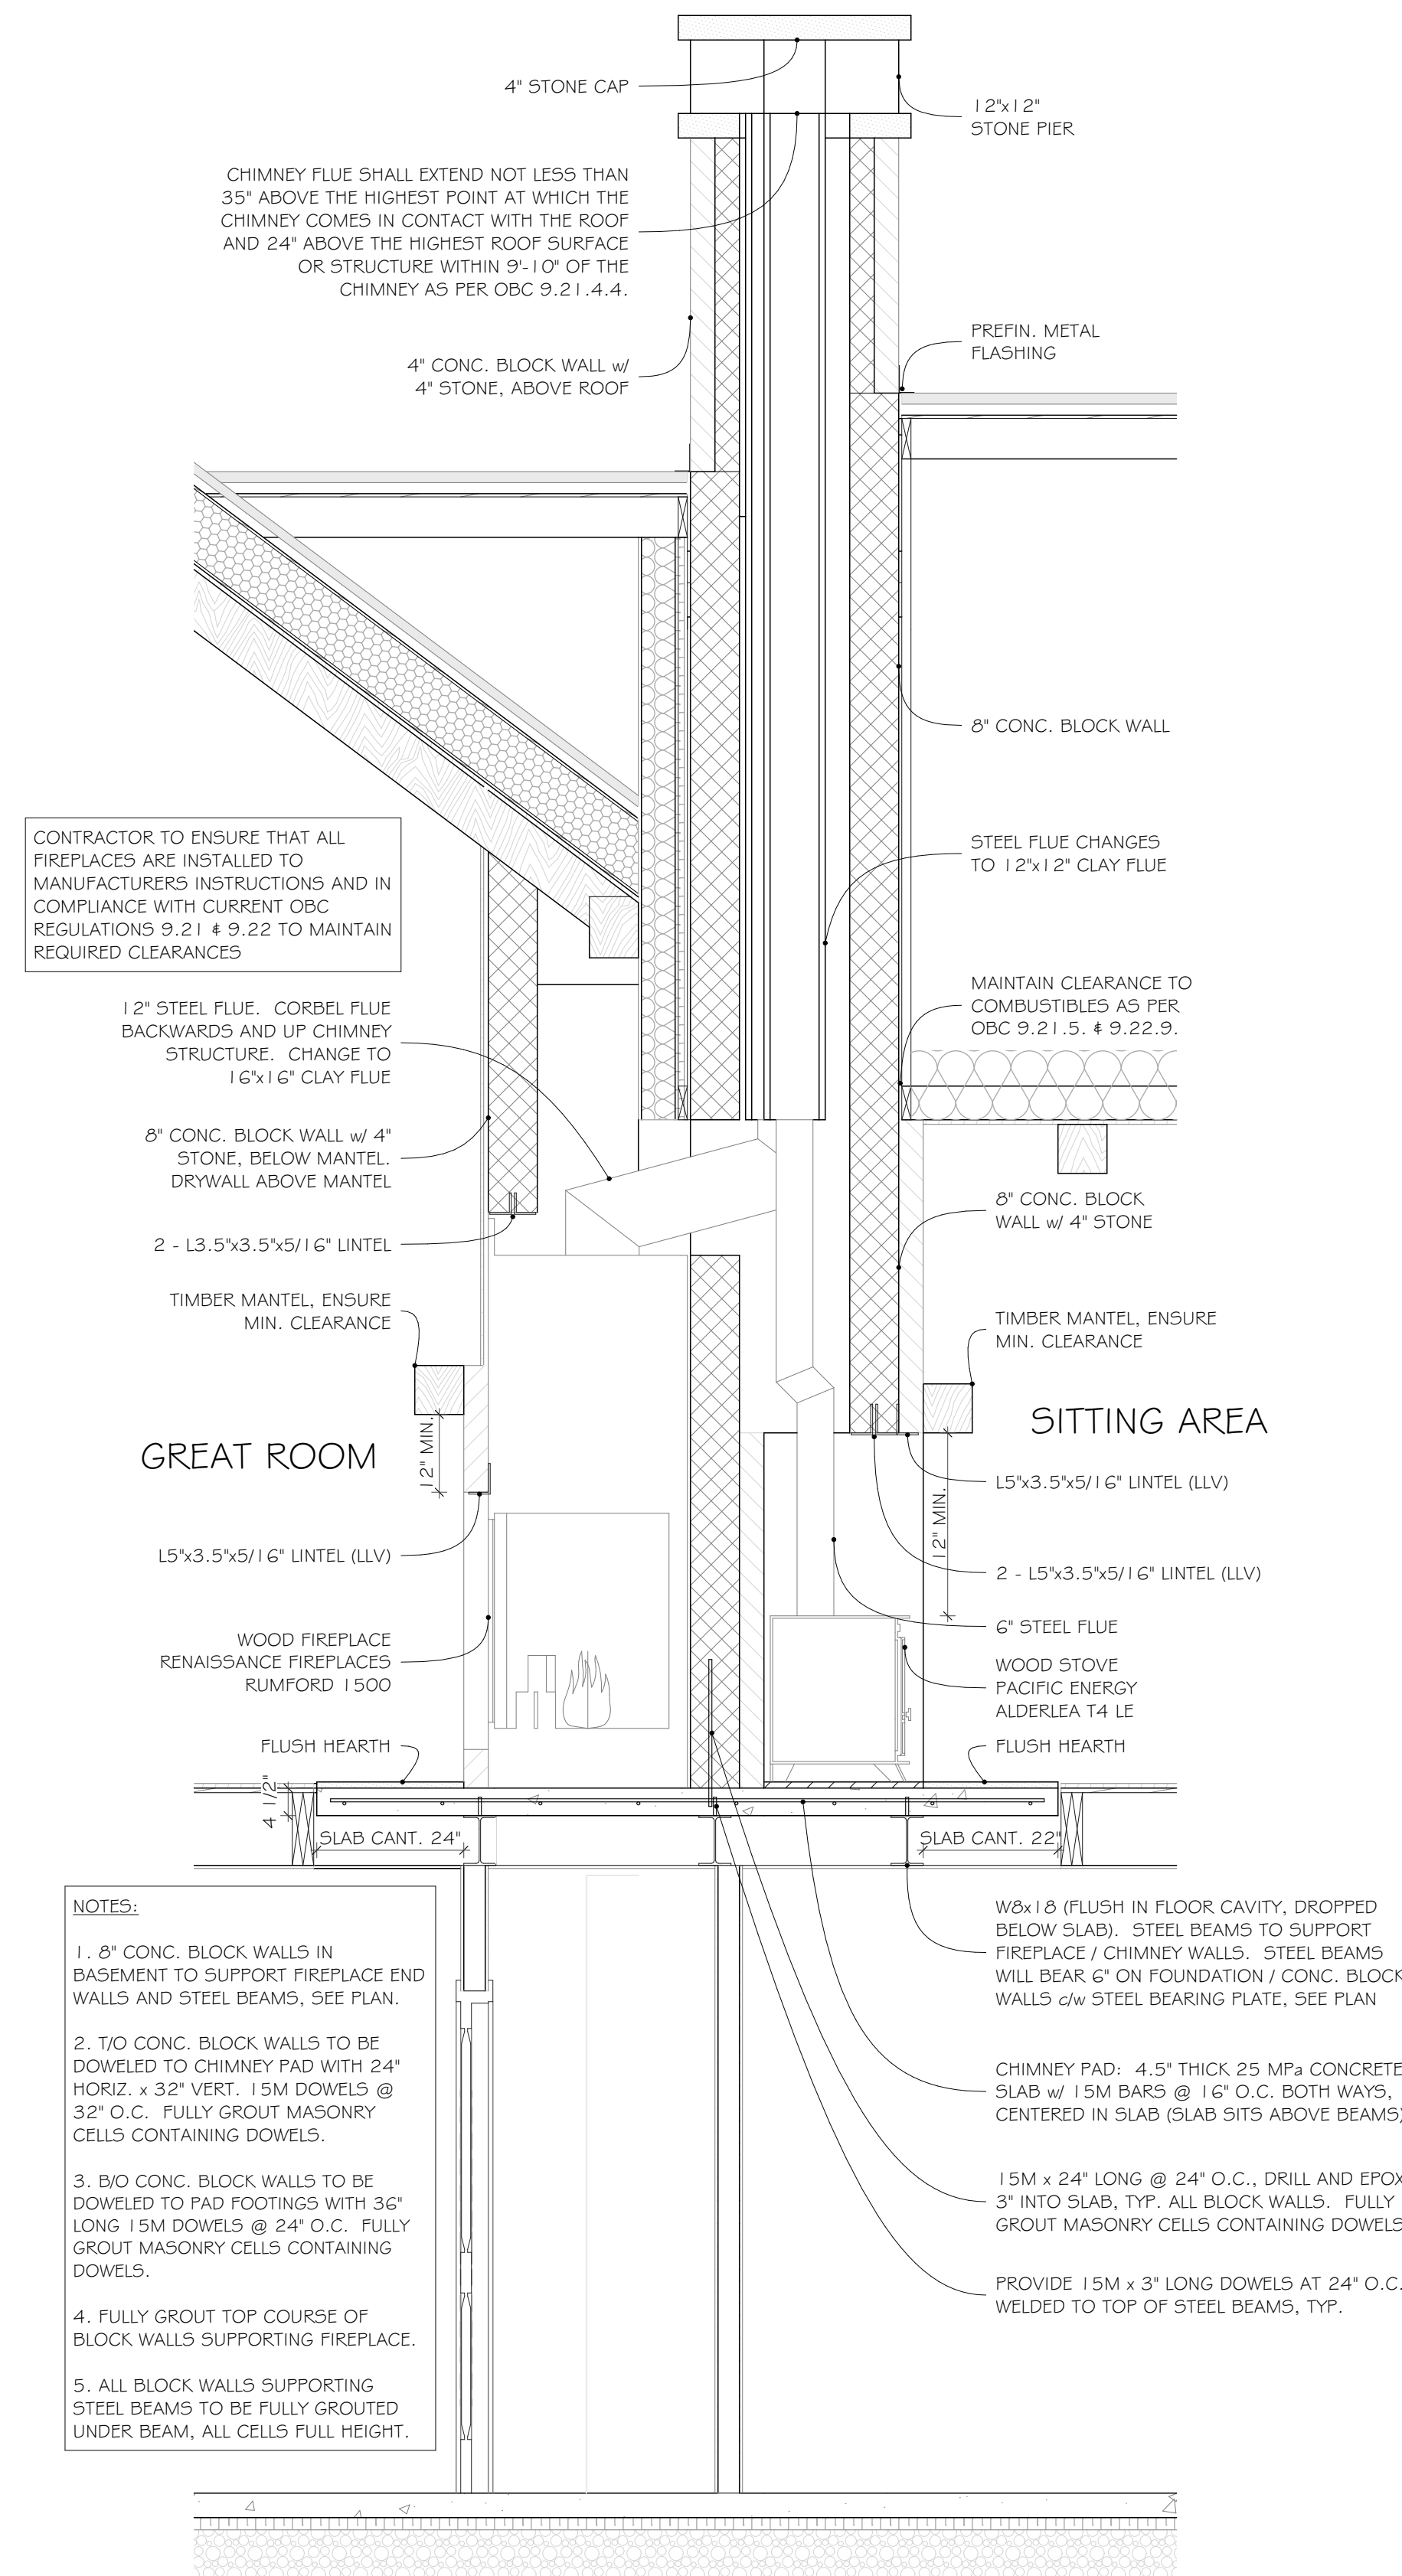 4" STONE CAP
12"x12"
STONE PIER
CHIMNEY FLUE SHALL EXTEND NOT LESS THAN
35" ABOVE THE HIGHEST POINT AT WHICH THE
CHIMNEY COMES IN CONTACT WITH THE ROOF
AND 24" ABOVE THE HIGHEST ROOF SURFACE
OR STRUCTURE WITHIN 9'-10" OF THE
CHIMNEY AS PER OBC 9.21.4.4.
PREFIN. METAL
FLASHING
4" CONC. BLOCK WALL w/
4" STONE, ABOVE ROOF
8" CONC. BLOCK WALL
CONTRACTOR TO ENSURE THAT ALL
FIREPLACES ARE INSTALLED TO
MANUFACTURERS INSTRUCTIONS AND IN
COMPLIANCE WITH CURRENT OBC
REGULATIONS 9.21 & 9.22 TO MAINTAIN
REQUIRED CLEARANCES
STEEL FLUE CHANGES
TO 12"x12" CLAY FLUE
MAINTAIN CLEARANCE TO
COMBUSTIBLES AS PER
OBC 9.21.5. & 9.22.9.
12" STEEL FLUE. CORBEL FLUE
BACKWARDS AND UP CHIMNEY
STRUCTURE. CHANGE TO
16"x16" CLAY FLUE
8" CONC. BLOCK WALL w/ 4"
STONE, BELOW MANTEL.
DRYWALL ABOVE MANTEL
8" CONC. BLOCK
WALL w/ 4" STONE
2 - L3.5"x3.5"x5/16" LINTEL
TIMBER MANTEL, ENSURE
MIN. CLEARANCE
TIMBER MANTEL, ENSURE
MIN. CLEARANCE
GREAT ROOM
12" MIN.
SITTING AREA
L5"x3.5"x5/16" LINTEL (LLV)
12" MIN.
L5"x3.5"x5/16" LINTEL (LLV)
2 - L5"x3.5"x5/16" LINTEL (LLV)
6" STEEL FLUE
WOOD FIREPLACE
RENAISSANCE FIREPLACES
RUMFORD 1500
WOOD STOVE
PACIFIC ENERGY
ALDERLEA T4 LE
FLUSH HEARTH
FLUSH HEARTH
4 1/2"
SLAB CANT. 24"
SLAB CANT. 22"
NOTES:
1. 8" CONC. BLOCK WALLS IN
BASEMENT TO SUPPORT FIREPLACE END
WALLS AND STEEL BEAMS, SEE PLAN.
2. T/O CONC. BLOCK WALLS TO BE
DOWELED TO CHIMNEY PAD WITH 24"
HORIZ. x 32" VERT. 15M DOWELS @
32" O.C. FULLY GROUT MASONRY
CELLS CONTAINING DOWELS.
3. B/O CONC. BLOCK WALLS TO BE
DOWELED TO PAD FOOTINGS WITH 36"
LONG 15M DOWELS @ 24" O.C. FULLY
GROUT MASONRY CELLS CONTAINING
DOWELS.
4. FULLY GROUT TOP COURSE OF
BLOCK WALLS SUPPORTING FIREPLACE.
5. ALL BLOCK WALLS SUPPORTING
STEEL BEAMS TO BE FULLY GROUTED
UNDER BEAM, ALL CELLS FULL HEIGHT.
W8x18 (FLUSH IN FLOOR CAVITY, DROPPED
BELOW SLAB). STEEL BEAMS TO SUPPORT
FIREPLACE / CHIMNEY WALLS. STEEL BEAMS
WILL BEAR 6" ON FOUNDATION / CONC. BLOCK
WALLS c/w STEEL BEARING PLATE, SEE PLAN
CHIMNEY PAD: 4.5" THICK 25 MPa CONCRETE
SLAB w/ 15M BARS @ 16" O.C. BOTH WAYS,
CENTERED IN SLAB (SLAB SITS ABOVE BEAMS)
15M x 24" LONG @ 24" O.C., DRILL AND EPOX
3" INTO SLAB, TYP. ALL BLOCK WALLS. FULLY
GROUT MASONRY CELLS CONTAINING DOWELS
PROVIDE 15M x 3" LONG DOWELS AT 24" O.C.
WELDED TO TOP OF STEEL BEAMS, TYP.